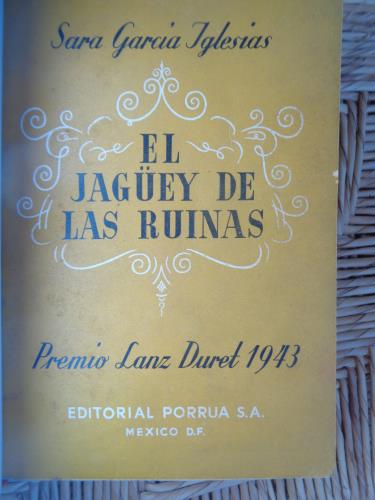 Sara García Iglesias
EL
JAGÜEY DE
LAS RUINAS
Premio Lanz Duret 1943
EDITORIAL PORRUA S.A.
MEXICO D.F.